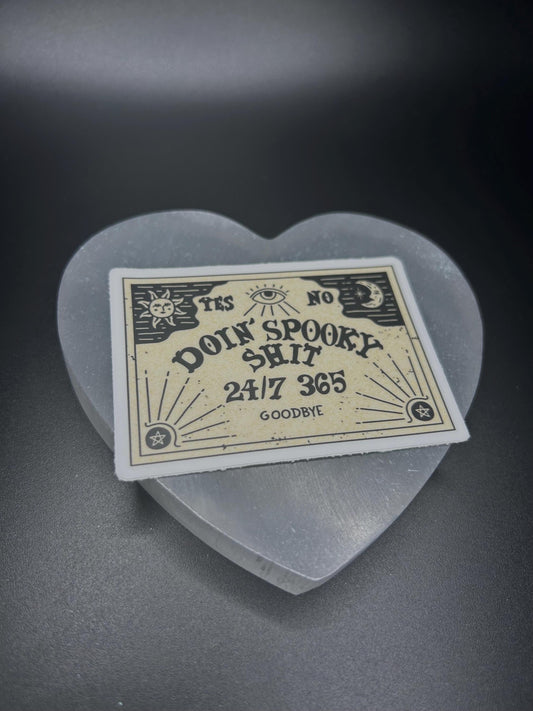 YES NO
DOIN' SPOOKY
SHIT
24/7 365
GOODBYE